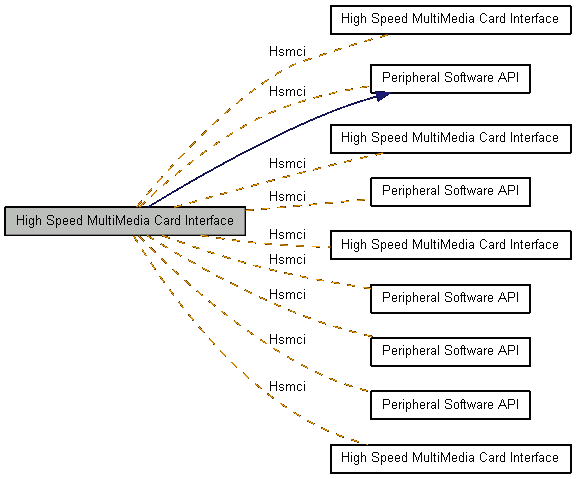 High Speed MultiMedia Card Interface
Hsmci
Peripheral Software API
Hsmci
High Speed MultiMedia Card Interface
Hsmci
Peripheral Software API
Hsmci
High Speed MultiMedia Card Interface
High Speed MultiMedia Card Interface
Hsmci
Hsmci
Peripheral Software API
Hsmci
Peripheral Software API
Hsmci
Peripheral Software API
Hsmci
High Speed MultiMedia Card Interface